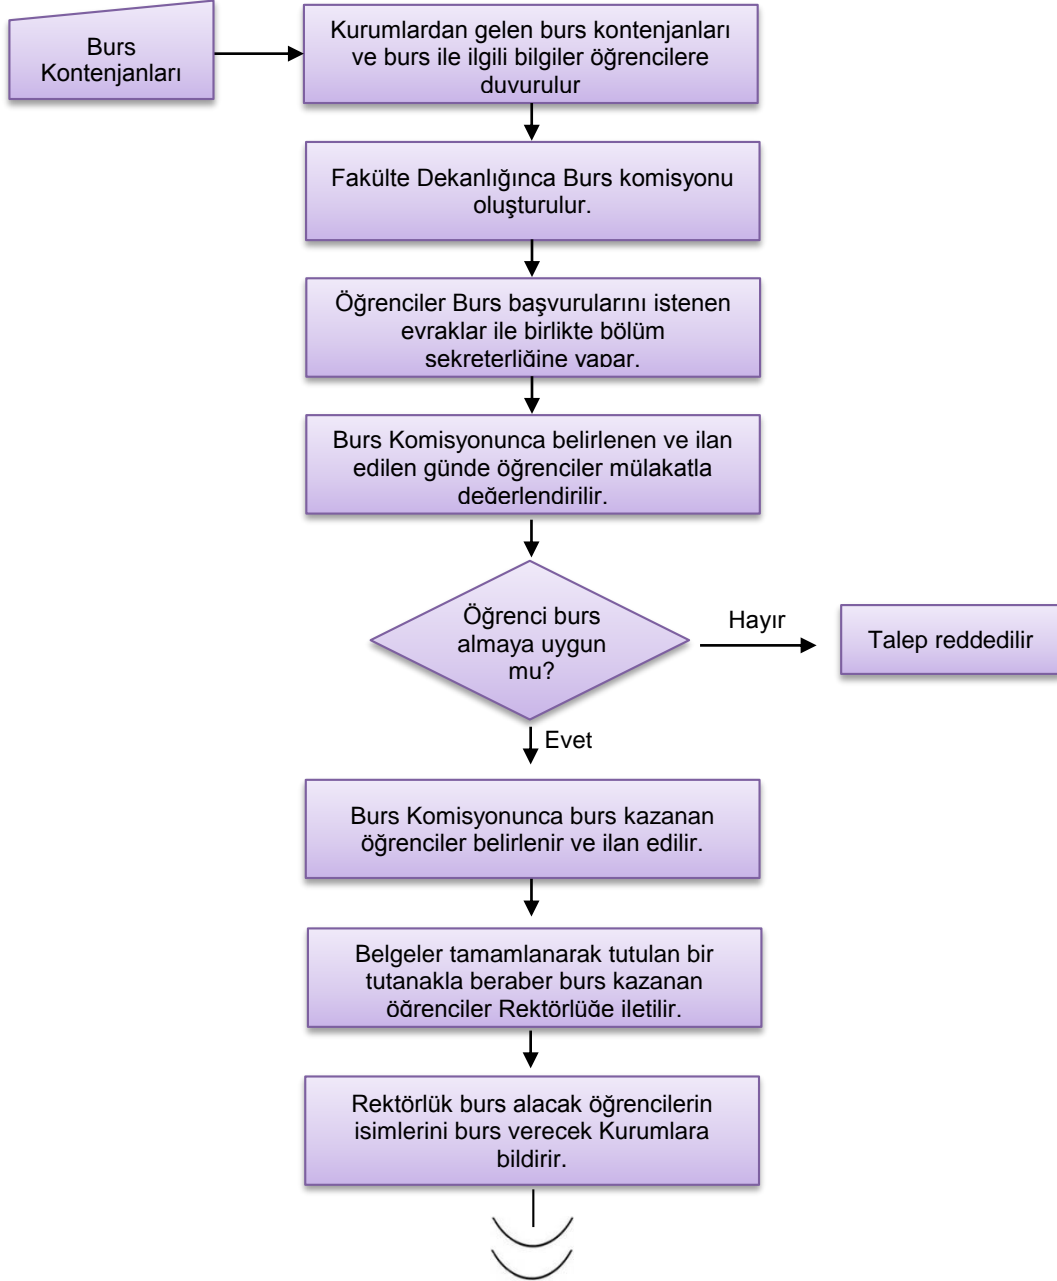 Burs
Kontenjanları
Kurumlardan gelen burs kontenjanları
ve burs ile ilgili bilgiler öğrencilere
duyurulur
Fakülte Dekanlığınca Burs komisyonu
oluşturulur.
Öğrenciler Burs başvurularını istenen
evraklar ile birlikte bölüm
sekreterliğine yapar.
Burs Komisyonunca belirlenen ve ilan
edilen günde öğrenciler mülakatla
değerlendirilir.
Öğrenci burs
almaya uygun
mu?
Hayır
Talep reddedilir
Evet
Burs Komisyonunca burs kazanan
öğrenciler belirlenir ve ilan edilir.
Belgeler tamamlanarak tutulan bir
tutanakla beraber burs kazanan
öğrenciler Rektörlüğe iletilir.
Rektörlük burs alacak öğrencilerin
isimlerini burs verecek Kurumlara
bildirir.